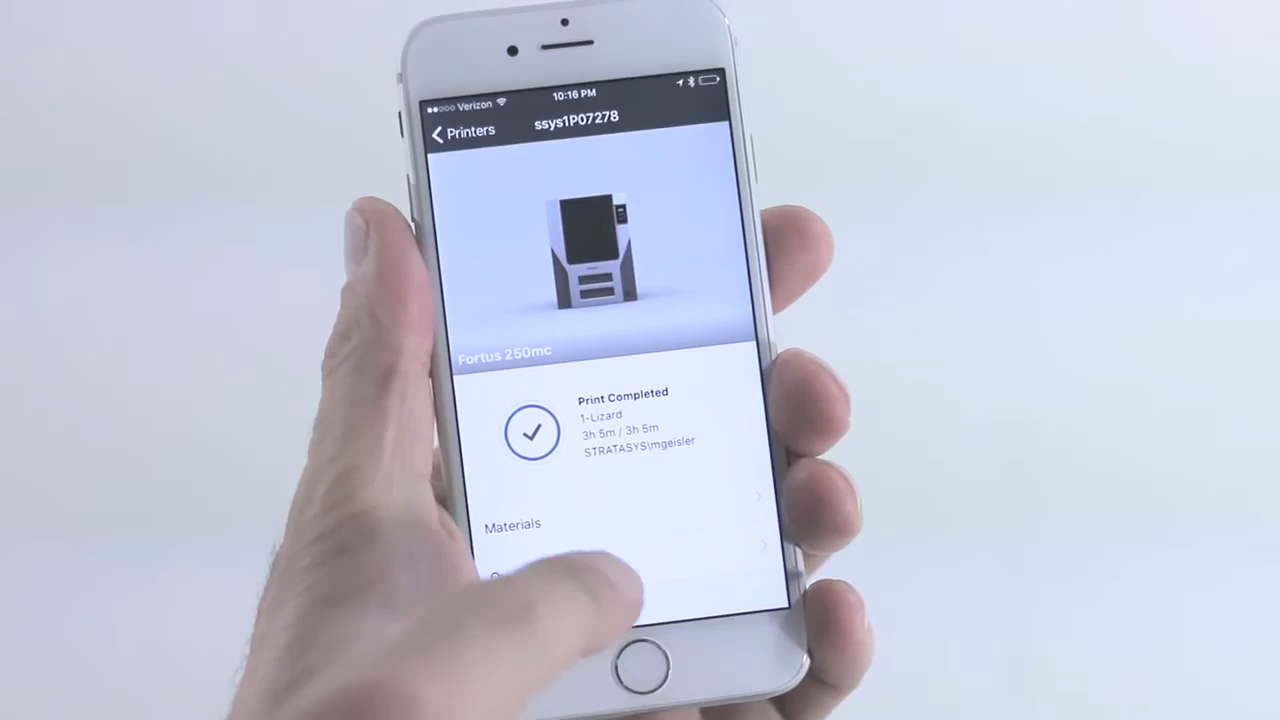 Verizon 10:16 PM
Printers ssys1P07278
Fortus 250mc
Print Completed
1-Lizard
3h 5m / 3h 5m
STRATASYS\mgeisler
Materials